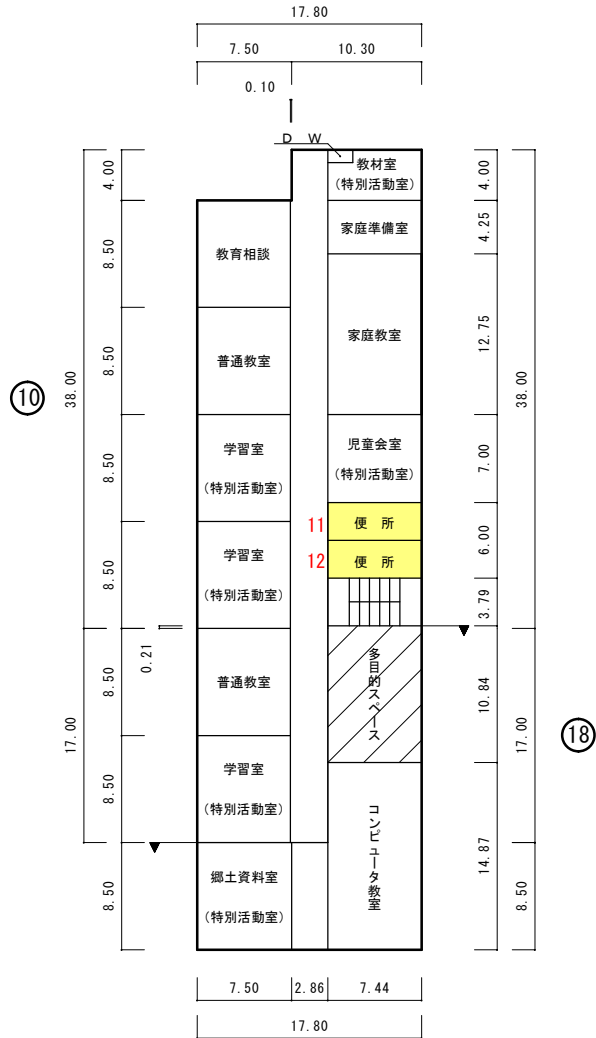 17.80
7.50 10.30
0.10
D W
4.00
教材室
(特別活動室)
4.00
家庭準備室
4.25
8.50
教育相談
家庭教室
12.75
8.50
普通教室
38.00
38.00
10
8.50
学習室
(特別活動室)
児童会室
(特別活動室)
7.00
11 便 所
12 便 所
6.00
8.50
学習室
(特別活動室)
3.79
0.21
8.50
普通教室
多目的スペース
10.84
17.00
17.00
18
8.50
学習室
(特別活動室)
コンピュータ教室
14.87
8.50
郷土資料室
(特別活動室)
8.50
7.50 2.86 7.44
17.80